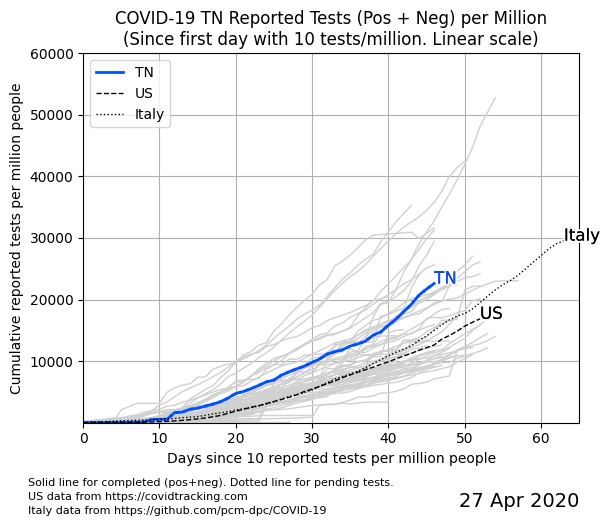 COVID-19 TN Reported Tests (Pos + Neg) per Million
(Since first day with 10 tests/million. Linear scale)
Cumulative reported tests per million people
60000
50000
40000
30000
20000
10000
TN
US
Italy
Italy
TN
US
0 10 20 30 40 50 60
Days since 10 reported tests per million people
Solid line for completed (pos+neg). Dotted line for pending tests.
US data from https://covidtracking.com
Italy data from https://github.com/pcm-dpc/COVID-19
27 Apr 2020